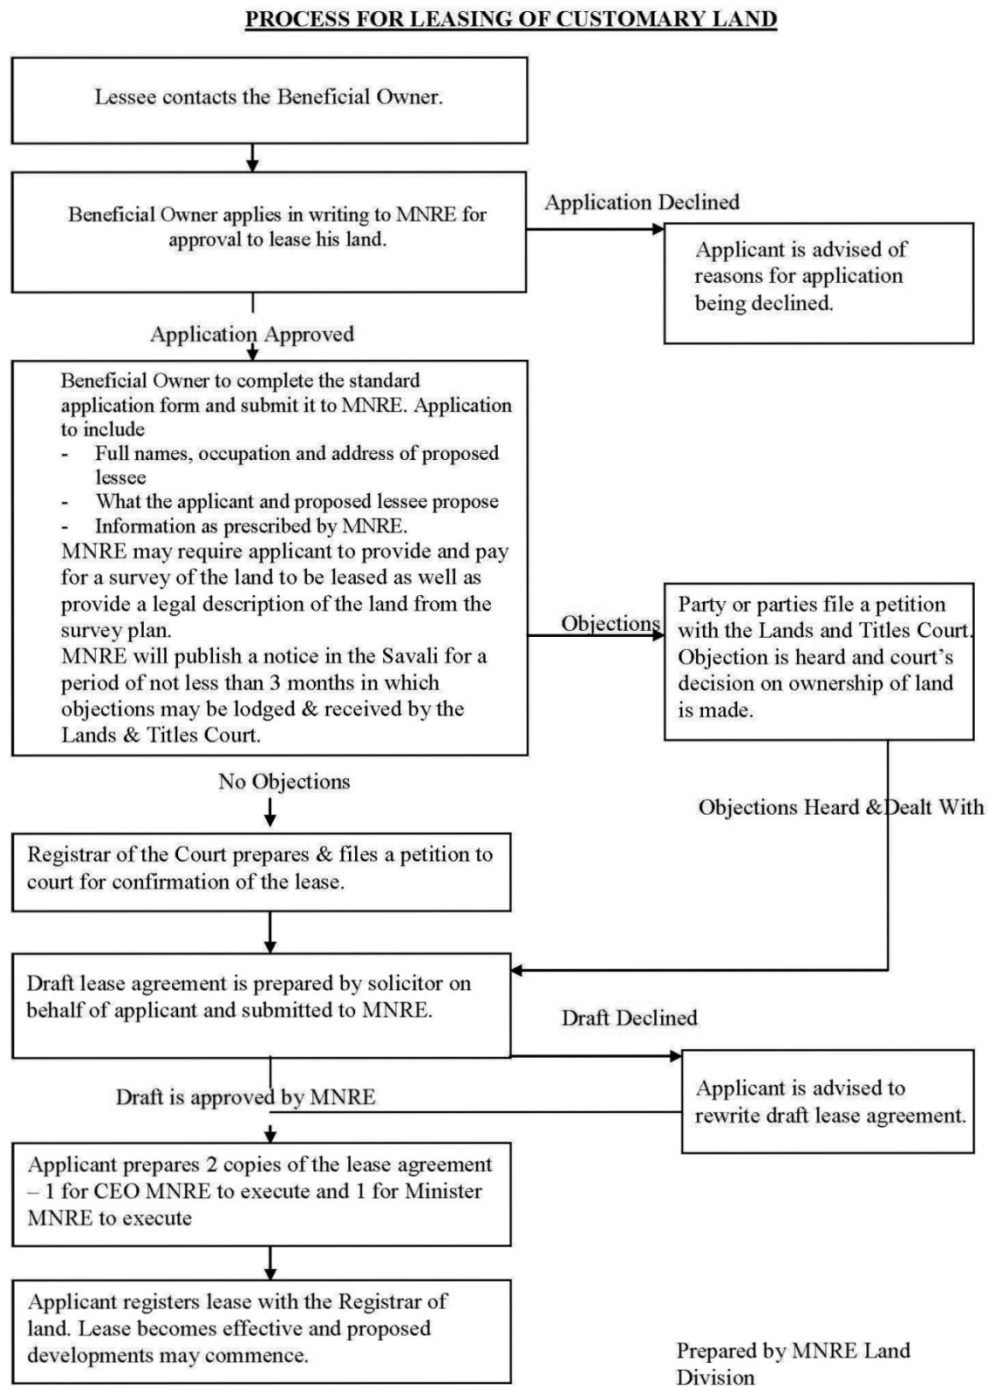 PROCESS FOR LEASING OF CUSTOMARY LAND
Lessee contacts the Beneficial Owner.
Beneficial Owner applies in writing to MNRE for
approval to lease his land.
Application Declined
Applicant is advised of
reasons for application
being declined.
Application Approved
Beneficial Owner to complete the standard
application form and submit it to MNRE. Application
to include
- Full names, occupation and address of proposed
lessee
- What the applicant and proposed lessee propose
- Information as prescribed by MNRE.
MNRE may require applicant to provide and pay
for a survey of the land to be leased as well as
provide a legal description of the land from the
survey plan.
MNRE will publish a notice in the Savali for a
period of not less than 3 months in which
objections may be lodged & received by the
Lands & Titles Court.
Objections
Party or parties file a petition
with the Lands and Titles Court.
Objection is heard and court's
decision on ownership of land
is made.
No Objections
Objections Heard &Dealt With
Registrar of the Court prepares & files a petition to
court for confirmation of the lease.
Draft lease agreement is prepared by solicitor on
behalf of applicant and submitted to MNRE.
Draft Declined
Applicant is advised to
rewrite draft lease agreement.
Draft is approved by MNRE
Applicant prepares 2 copies of the lease agreement
– 1 for CEO MNRE to execute and 1 for Minister
MNRE to execute
Applicant registers lease with the Registrar of
land. Lease becomes effective and proposed
developments may commence.
Prepared by MNRE Land
Division